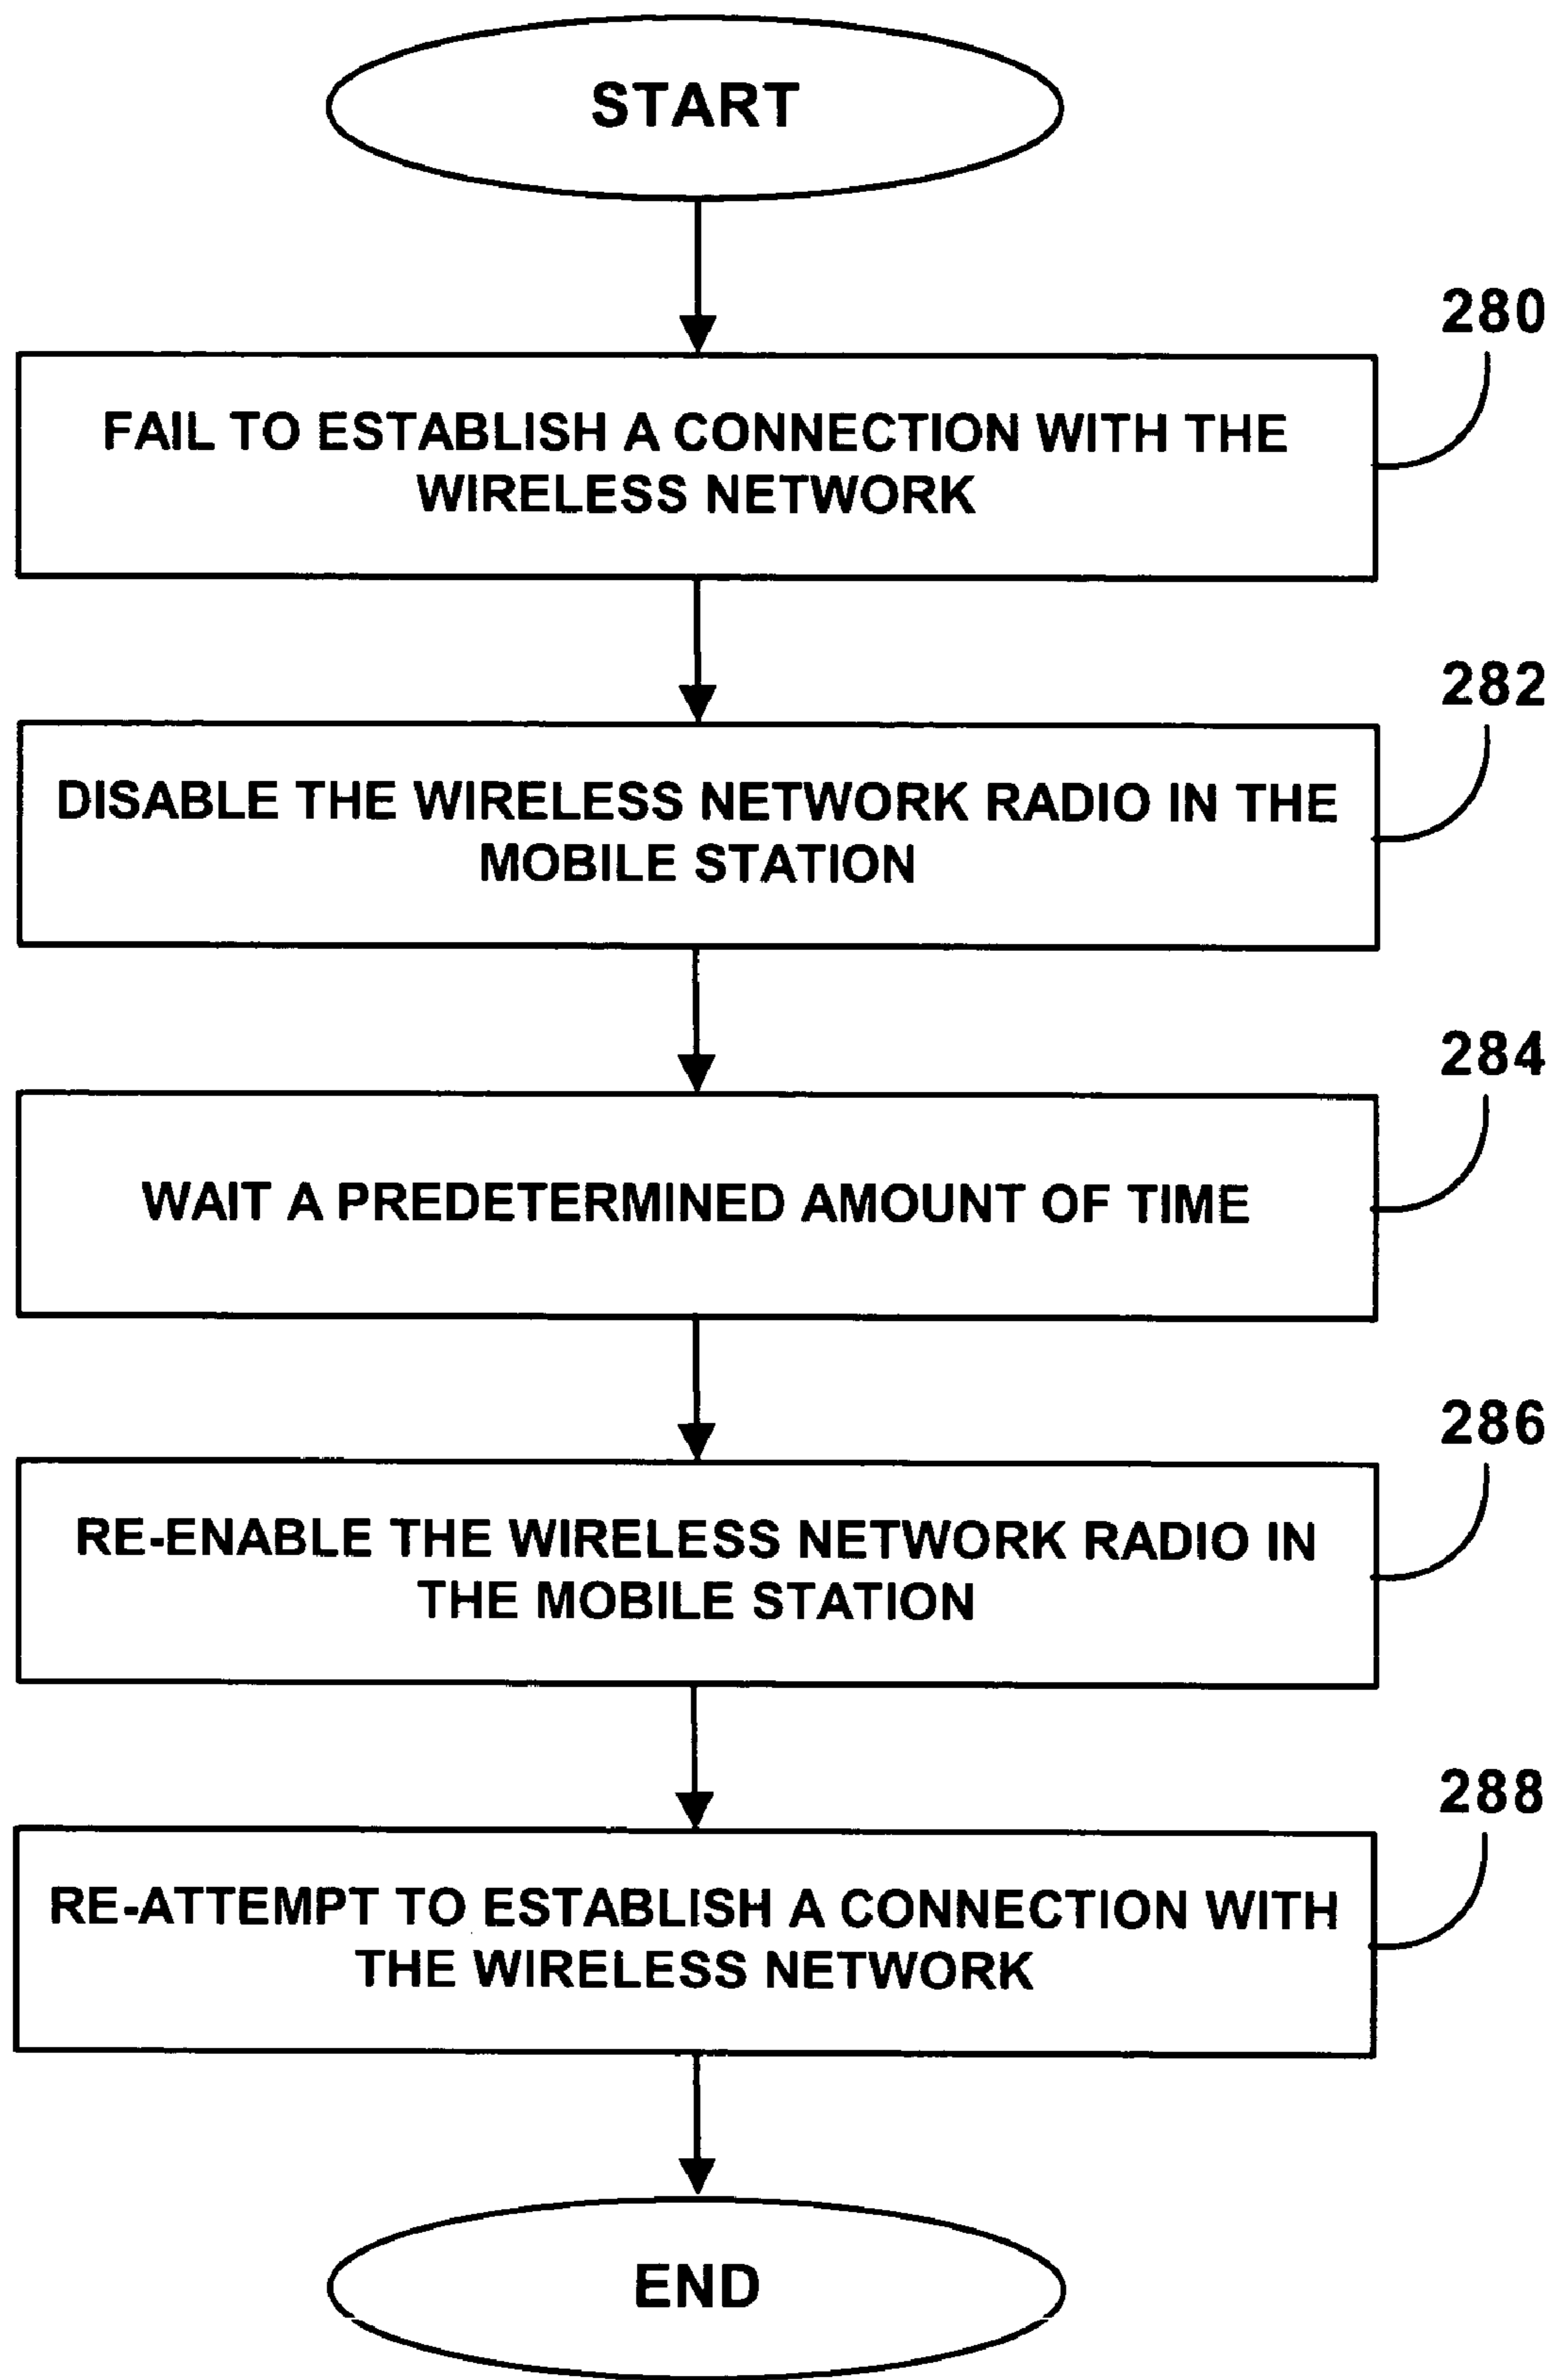 START
280
FAIL TO ESTABLISH A CONNECTION WITH THE
WIRELESS NETWORK
282
DISABLE THE WIRELESS NETWORK RADIO IN THE
MOBILE STATION
284
WAIT A PREDETERMINED AMOUNT OF TIME
286
RE-ENABLE THE WIRELESS NETWORK RADIO IN
THE MOBILE STATION
288
RE-ATTEMPT TO ESTABLISH A CONNECTION WITH
THE WIRELESS NETWORK
END